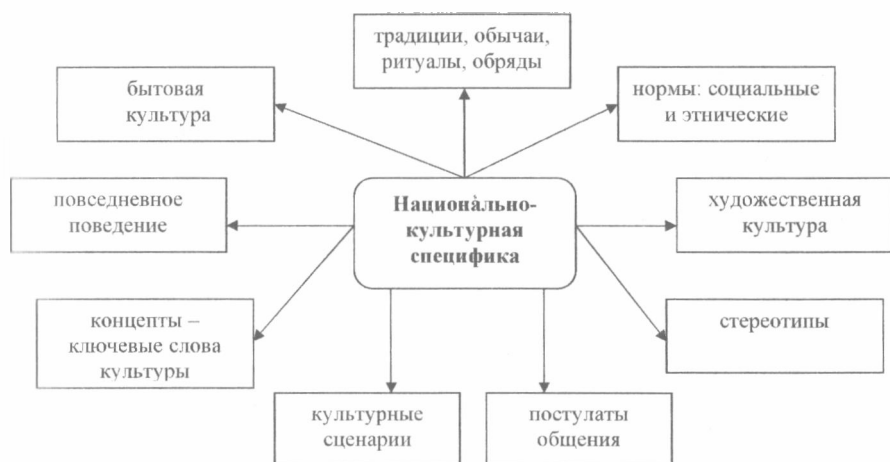 традиции, обычаи,
ритуалы, обряды
бытовая
культура
нормы: социальные
и этнические
повседневное
поведение
Национально-
культурная
специфика
художественная
культура
концепты –
ключевые слова
культуры
стереотипы
культурные
сценарии
постулаты
общения